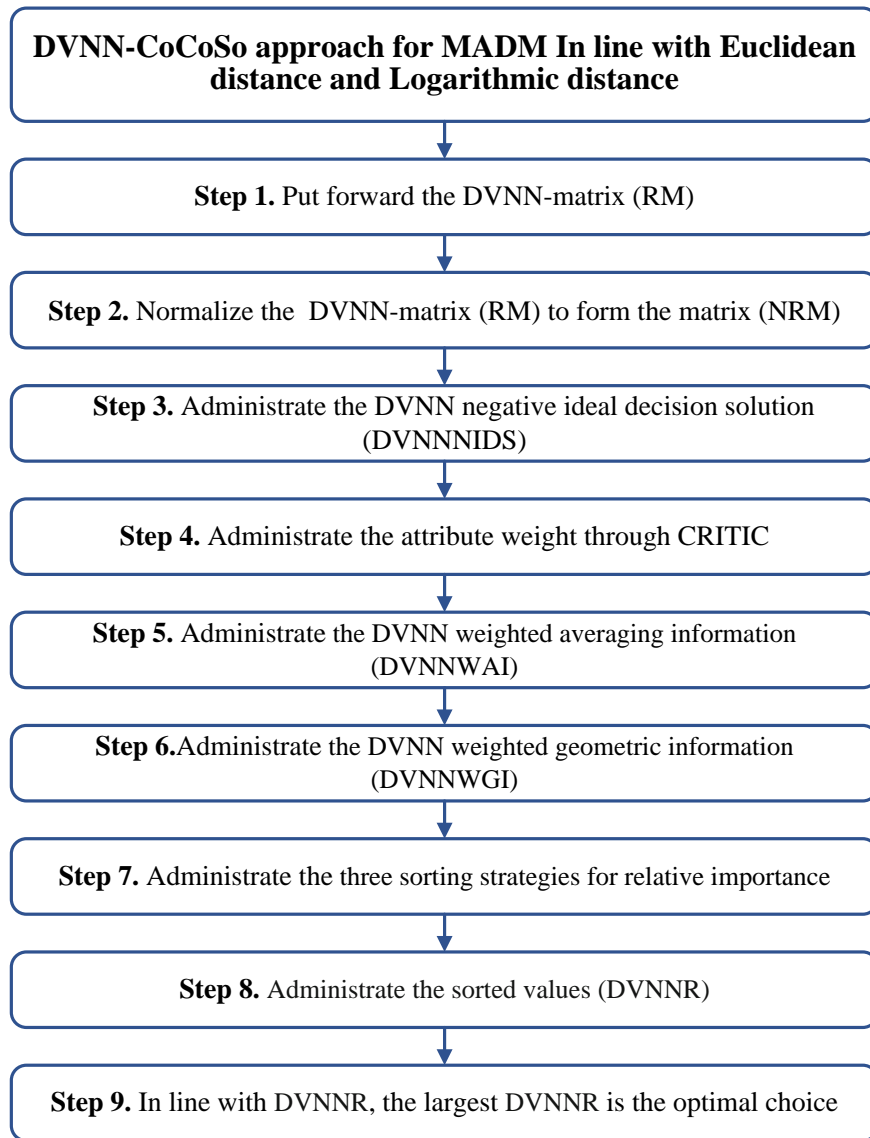 DVNN-CoCoSo approach for MADM In line with Euclidean
distance and Logarithmic distance
Step 1. Put forward the DVNN-matrix (RM)
Step 2. Normalize the DVNN-matrix (RM) to form the matrix (NRM)
Step 3. Administrate the DVNN negative ideal decision solution
(DVNNNIDS)
Step 4. Administrate the attribute weight through CRITIC
Step 5. Administrate the DVNN weighted averaging information
(DVNNWAI)
Step 6.Administrate the DVNN weighted geometric information
(DVNNWGI)
Step 7. Administrate the three sorting strategies for relative importance
Step 8. Administrate the sorted values (DVNNR)
Step 9. In line with DVNNR, the largest DVNNR is the optimal choice